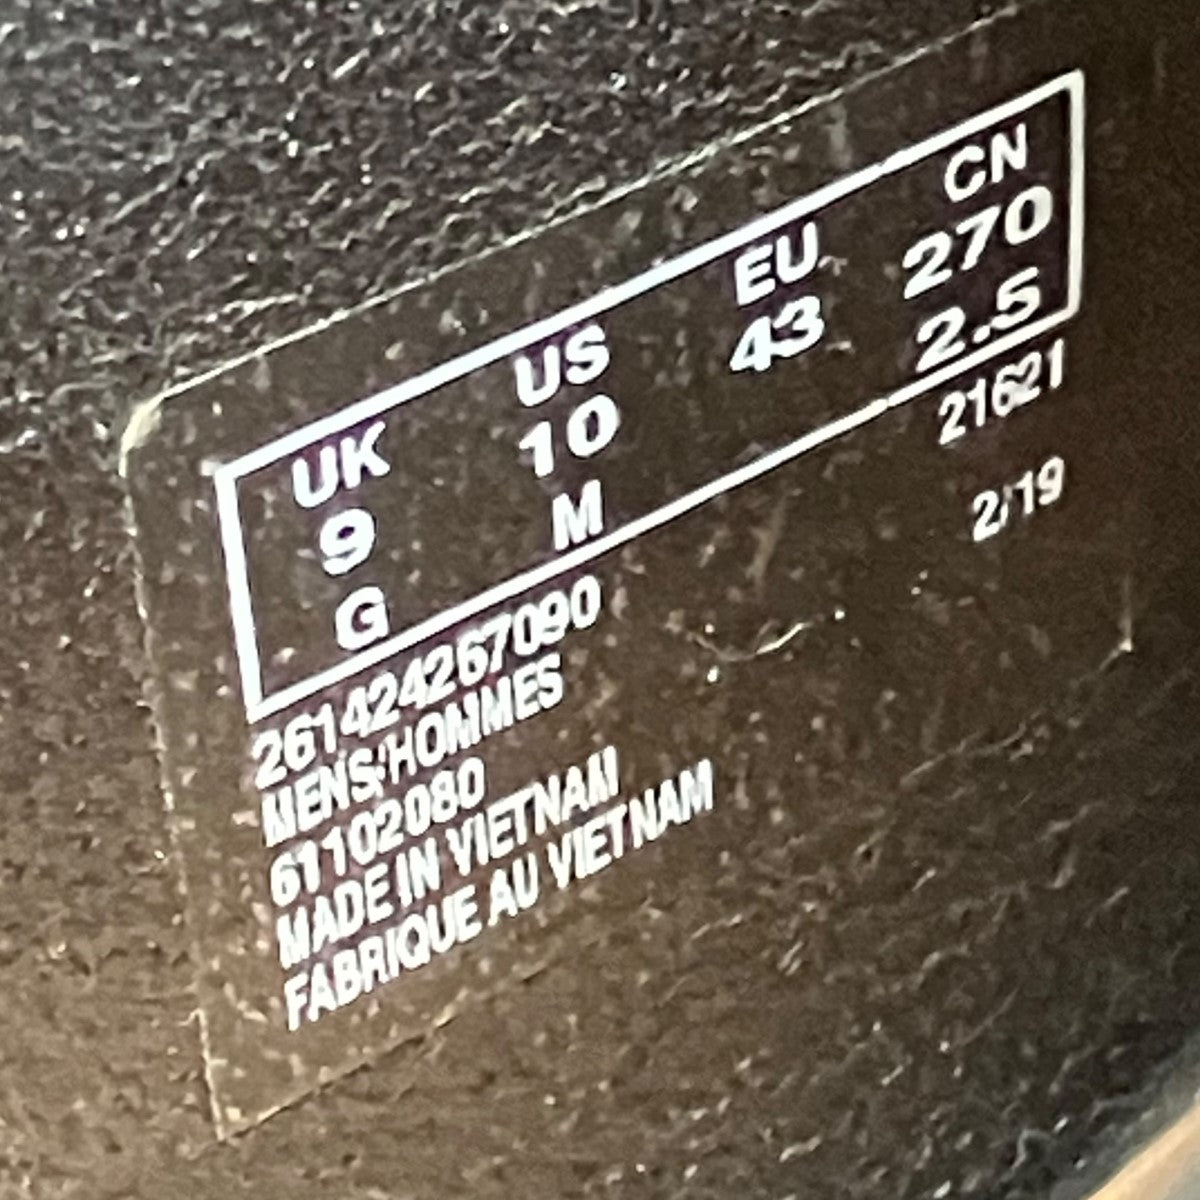 UK US EU CN
9 10 43 270
G M 2.5
261424267090 21621
MENS/HOMMES
61102080 2/19
MADE IN VIETNAM
FABRIQUE AU VIETNAM